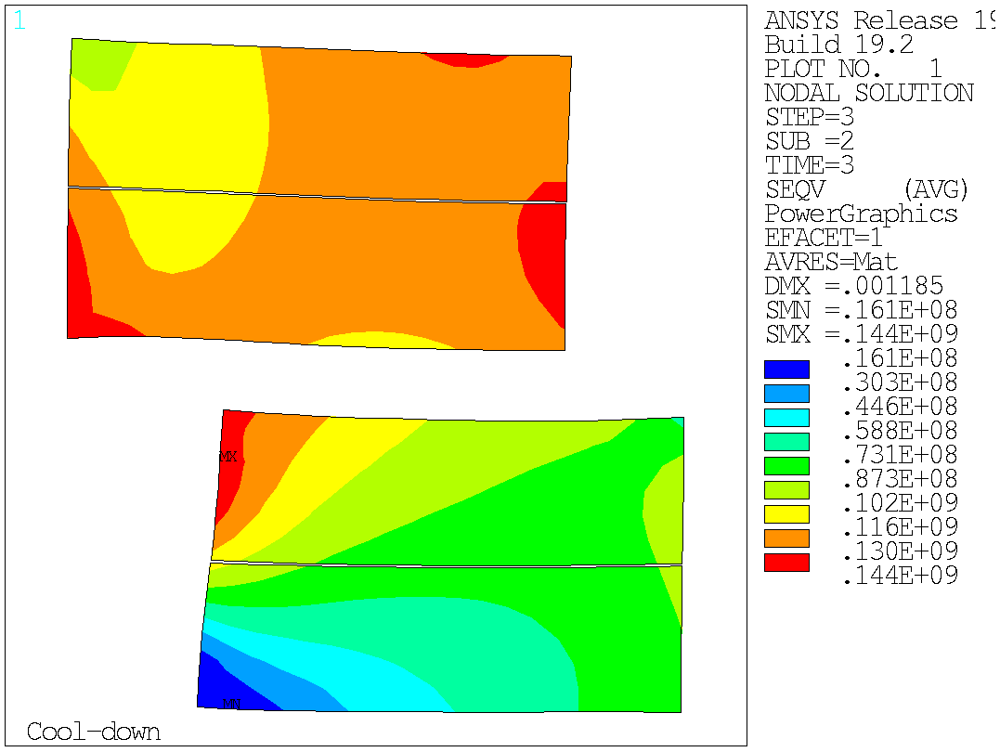 1
ANSYS Release 19
Build 19.2
PLOT NO. 1
NODAL SOLUTION
STEP=3
SUB =2
TIME=3
SEQV (AVG)
PowerGraphics
EFACET=1
AVRES=Mat
DMX =.001185
SMN =.161E+08
SMX =.144E+09
.161E+08
.303E+08
.446E+08
.588E+08
.731E+08
.873E+08
.102E+09
.116E+09
.130E+09
.144E+09
MX
MN
Cool-down